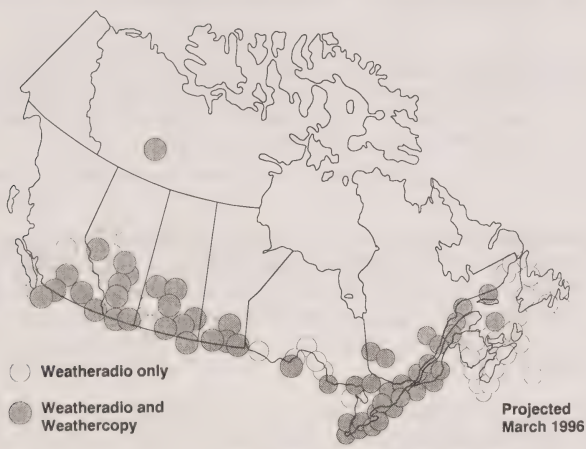 Weatheradio only
Weatheradio and
Weathercopy
Projected
March 1996